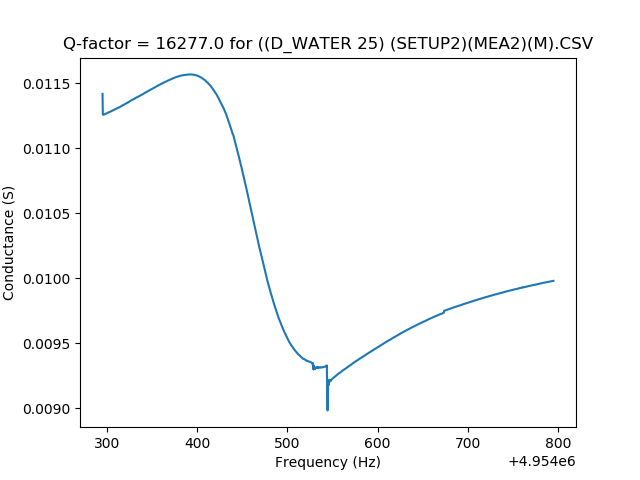 Q-factor = 16277.0 for ((D_WATER 25) (SETUP2)(MEA2)(M).CSV
Conductance (S)
0.0115
0.0110
0.0105
0.0100
0.0095
0.0090
300 400 500 600 700 800
Frequency (Hz)
+4.954e6